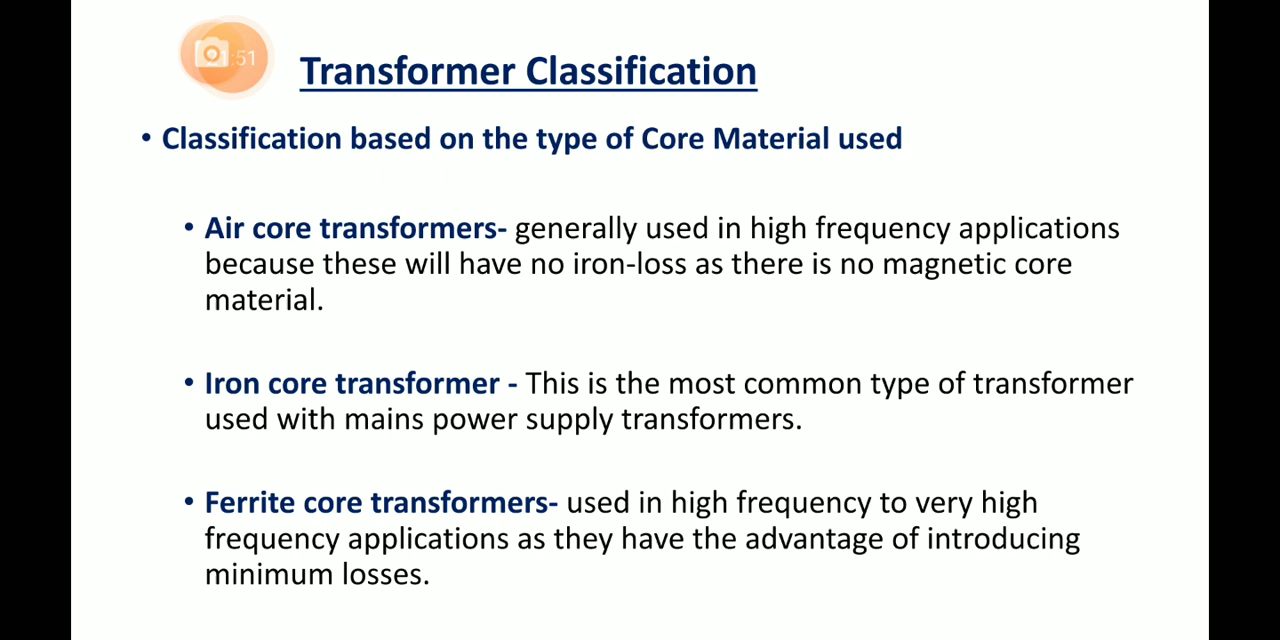 :51
Transformer Classification
• Classification based on the type of Core Material used
• Air core transformers- generally used in high frequency applications
because these will have no iron-loss as there is no magnetic core
material.
• Iron core transformer - This is the most common type of transformer
used with mains power supply transformers.
• Ferrite core transformers- used in high frequency to very high
frequency applications as they have the advantage of introducing
minimum losses.